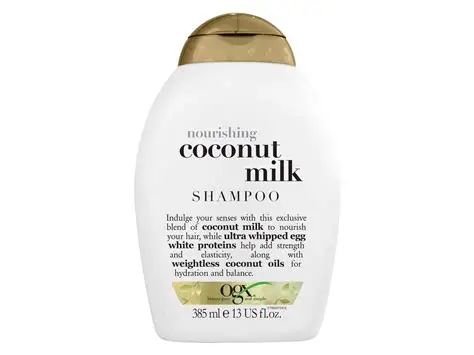 nourishing
coconut
milk
SHAMPOO
Indulge your senses with this exclusive
blend of coconut milk to nourish
your hair, while ultra whipped egg
white proteins help add strength
and elasticity, along with
weightless coconut oils for
hydration and balance.
ogx®
385 ml e 13 US fl.oz.